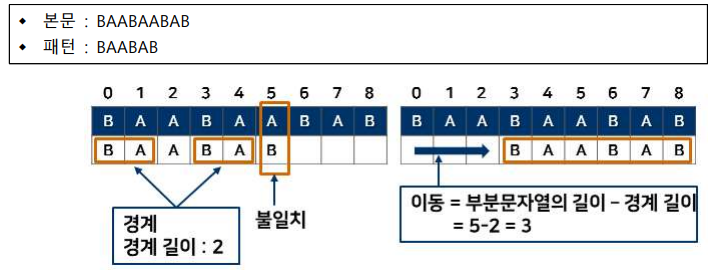 ◆ 본문 : BAABAABAB
◆ 패턴 : BAABAB
0 1 2 3 4 5 6 7 8
B A A B A A B A B
B A A B A B
경계
경계 길이 : 2
불일치
0 1 2 3 4 5 6 7 8
B A A B A A B A B
B A A B A B
이동 = 부분문자열의 길이 – 경계 길이
= 5-2 = 3